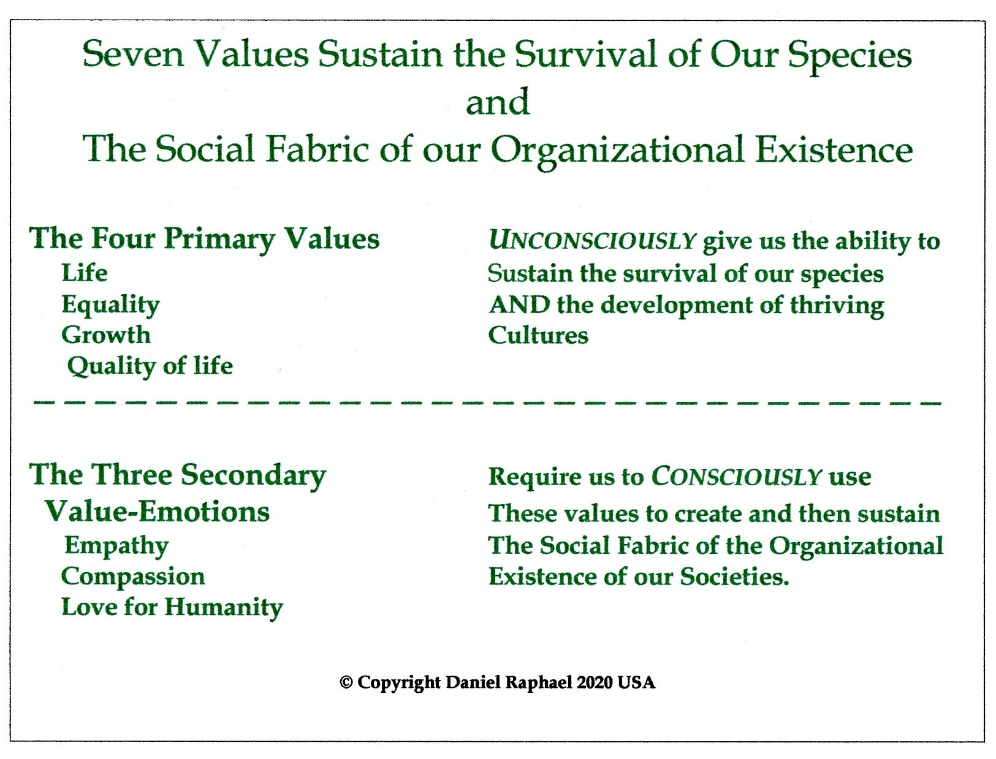 Seven Values Sustain the Survival of Our Species
and
The Social Fabric of our Organizational Existence
The Four Primary Values
Life
Equality
Growth
Quality of life
UNCONSCIOUSLY give us the ability to
Sustain the survival of our species
AND the development of thriving
Cultures
The Three Secondary
Value-Emotions
Empathy
Compassion
Love for Humanity
Require us to CONSCIOUSLY use
These values to create and then sustain
The Social Fabric of the Organizational
Existence of our Societies.
© Copyright Daniel Raphael 2020 USA